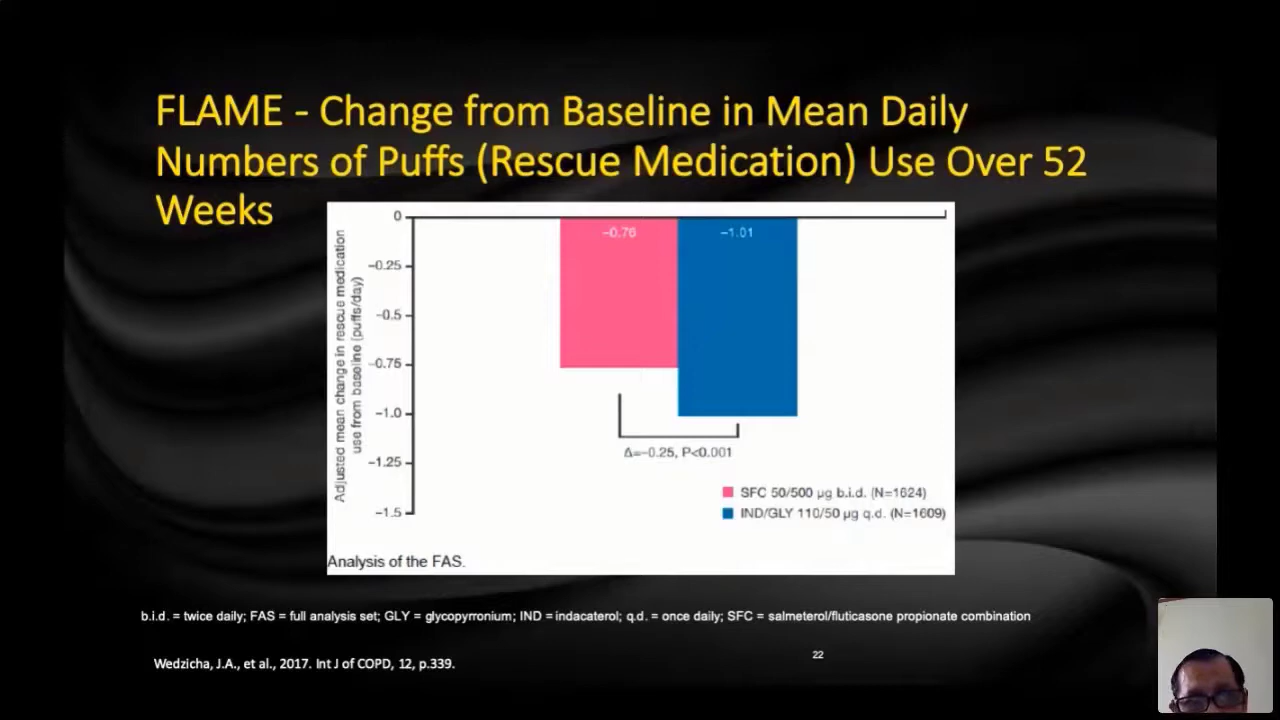 FLAME - Change from Baseline in Mean Daily
Numbers of Puffs (Rescue Medication) Use Over 52
Weeks
Adjusted mean change in rescue medication
use from baseline (puffs/day)
0
−0.25
−0.5
−0.75
−1.0
−1.25
−1.5
−0.76
−1.01
Δ=−0.25, P<0.001
SFC 50/500 µg b.i.d. (N=1624)
IND/GLY 110/50 µg q.d. (N=1609)
Analysis of the FAS.
b.i.d. = twice daily; FAS = full analysis set; GLY = glycopyrronium; IND = indacaterol; q.d. = once daily; SFC = salmeterol/fluticasone propionate combination
22
Wedzicha, J.A., et al., 2017. Int J of COPD, 12, p.339.